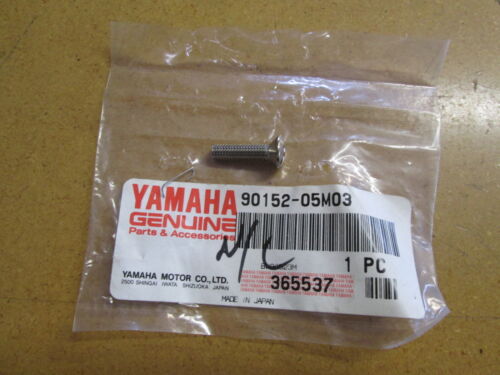 YAMAHA 90152-05M03
GENUINE
Parts & Accessories
N/C
1 PC
YAMAHA MOTOR CO., LTD.
2500 SHINGAI IWATA SHIZUOKA JAPAN
365537
MADE IN JAPAN